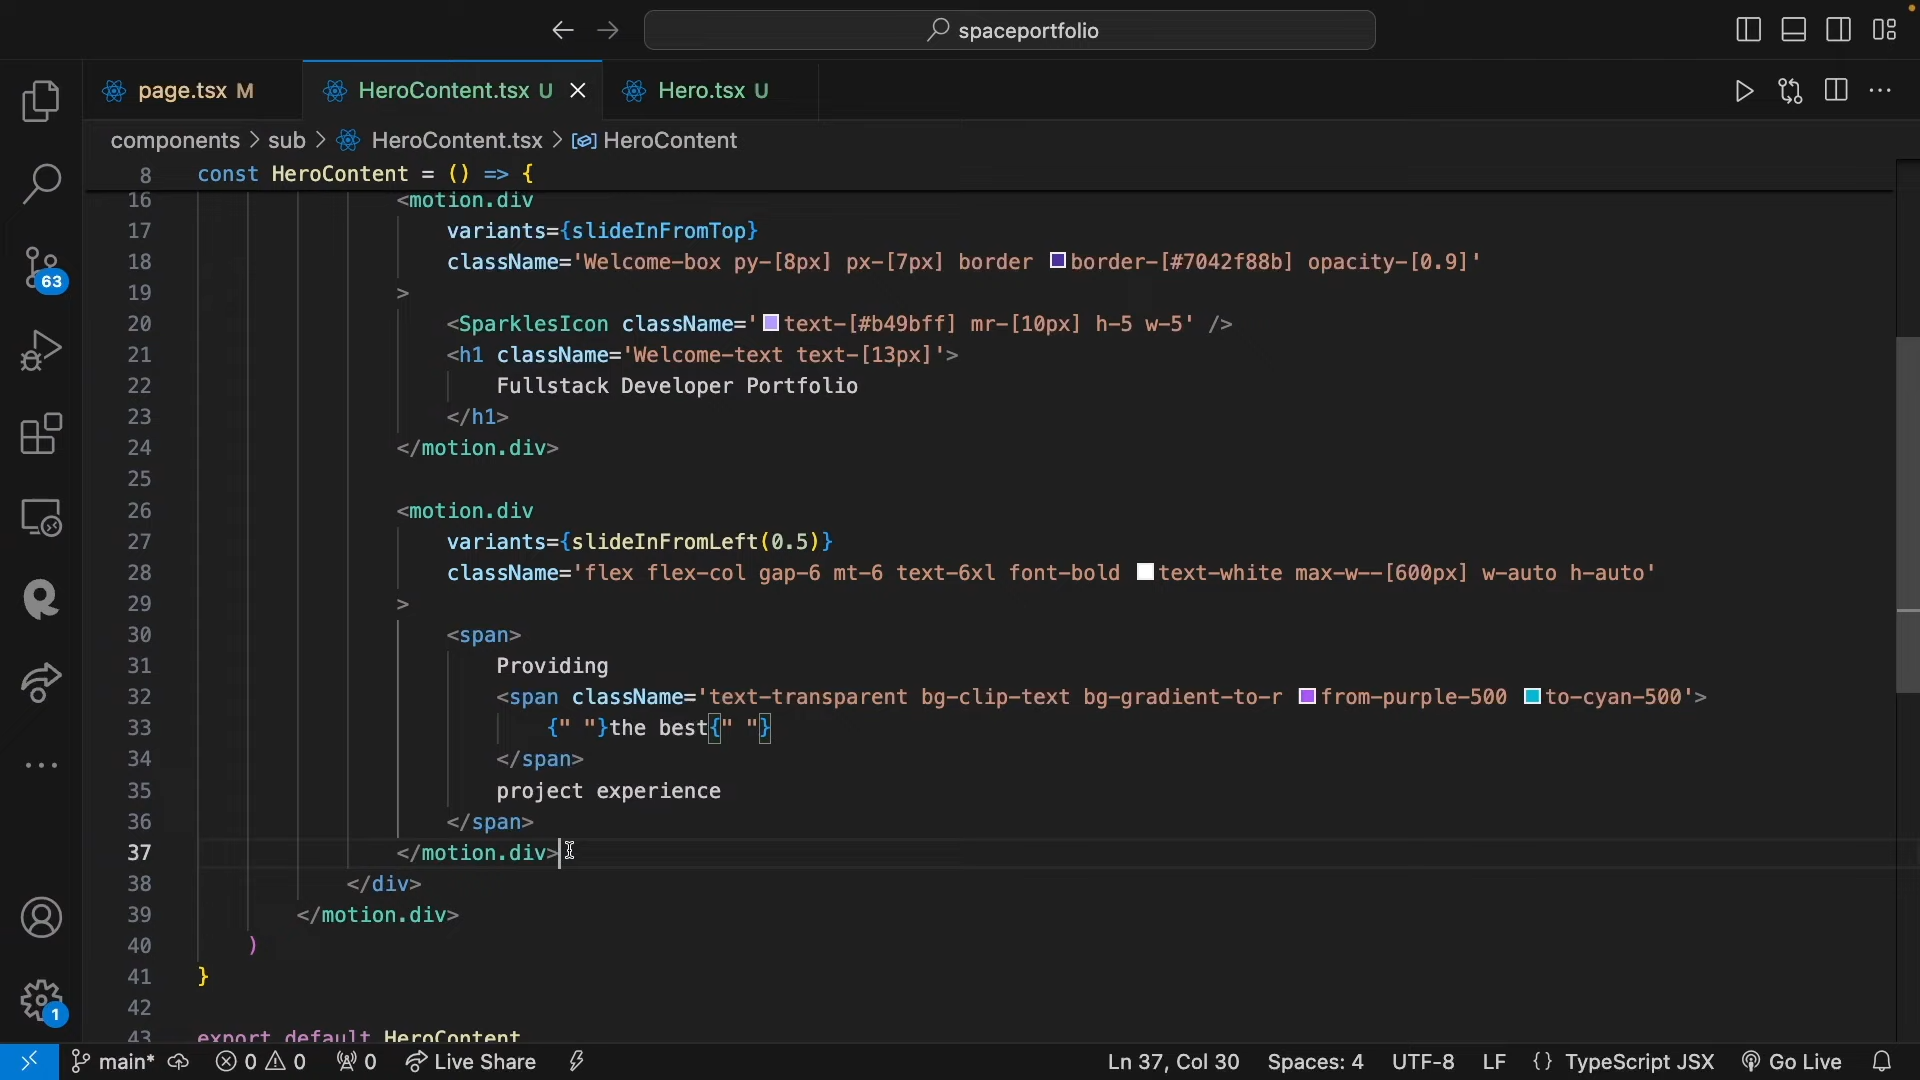 spaceportfolio
page.tsx M
HeroContent.tsx U
Hero.tsx U
components > sub > HeroContent.tsx > HeroContent
8 const HeroContent = () => {
16 <motion.div
17 variants={slideInFromTop}
18 className='Welcome-box py-[8px] px-[7px] border border-[#7042f88b] opacity-[0.9]'
19 >
20 <SparklesIcon className='text-[#b49bff] mr-[10px] h-5 w-5' />
21 <h1 className='Welcome-text text-[13px]'>
22 Fullstack Developer Portfolio
23 </h1>
24 </motion.div>
25
26 <motion.div
27 variants={slideInFromLeft(0.5)}
28 className='flex flex-col gap-6 mt-6 text-6xl font-bold text-white max-w--[600px] w-auto h-auto'
29 >
30 <span>
31 Providing
32 <span className='text-transparent bg-clip-text bg-gradient-to-r from-purple-500 to-cyan-500'>
33 {" "}the best{" "}
34 </span>
35 project experience
36 </span>
37 </motion.div>
38 </div>
39 </motion.div>
40 )
41 }
42
43 export default HeroContent
63
1
main* 0 0 0 Live Share Ln 37, Col 30 Spaces: 4 UTF-8 LF {} TypeScript JSX Go Live